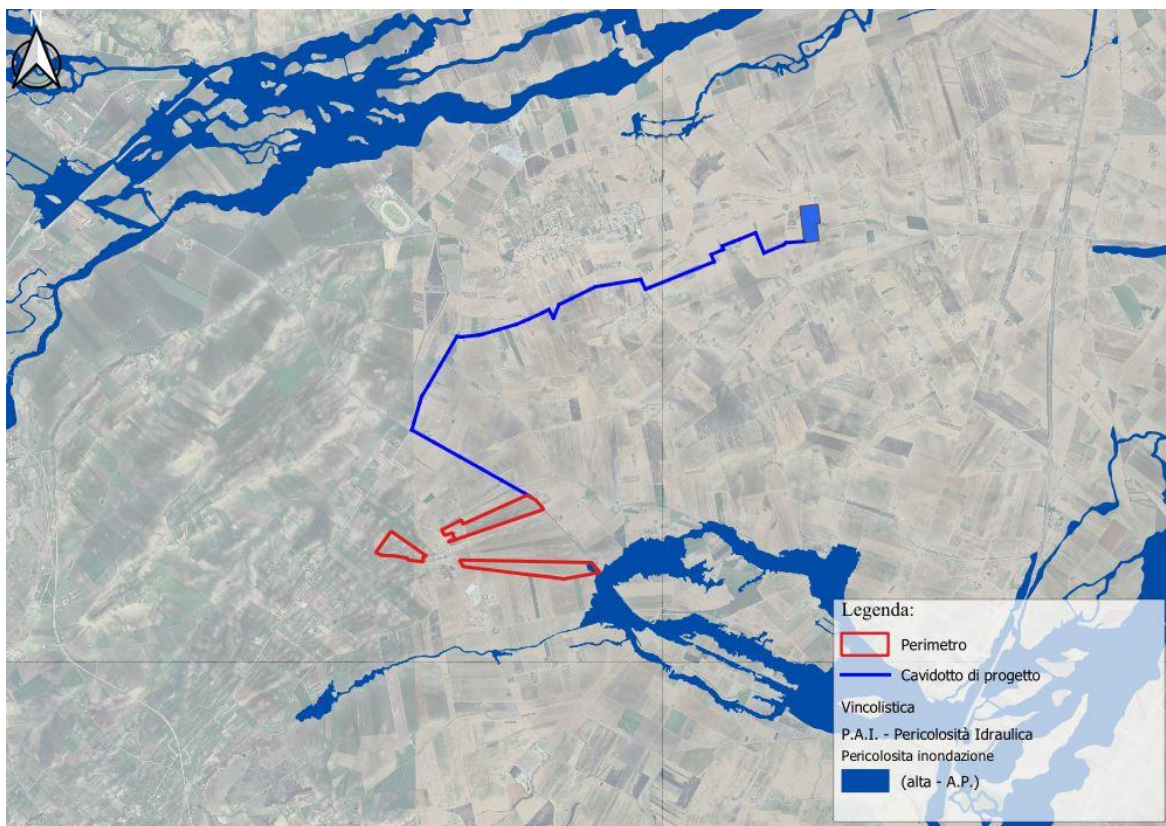 N
Legenda:
Perimetro
Cavidotto di progetto
Vincolistica
P.A.I. - Pericolosità Idraulica
Pericolosita inondazione
(alta - A.P.)